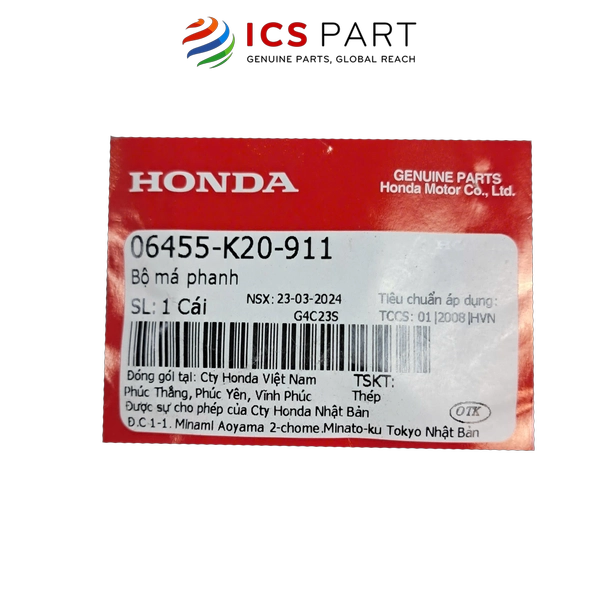 ICS PART
GENUINE PARTS, GLOBAL REACH
HONDA
GENUINE PARTS
Honda Motor Co., Ltd.
06455-K20-911
Bộ má phanh
SL: 1 Cái
NSX: 23-03-2024
G4C23S
Tiêu chuẩn áp dụng:
TCCS: 01|2008|HVN
Đóng gói tại: Cty Honda Việt Nam
Phúc Thắng, Phúc Yên, Vĩnh Phúc
TSKT:
Thép
Được sự cho phép của Cty Honda Nhật Bản
Đ.C 1-1. Minami Aoyama 2-chome.Minato-ku Tokyo Nhật Bản
OTK